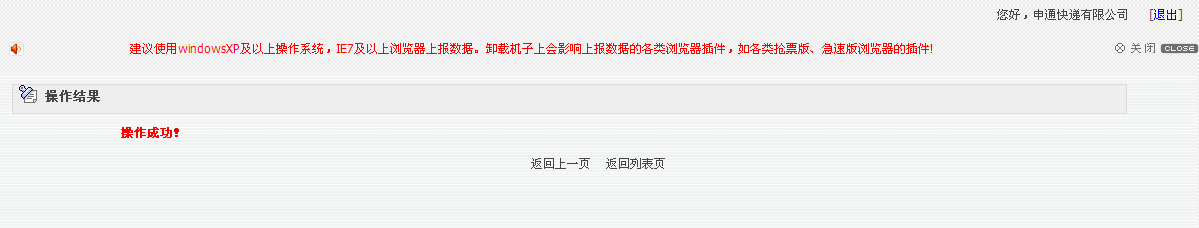 您好，申通快递有限公司 [退出]
建议使用windowsXP及以上操作系统，IE7及以上浏览器上报数据。卸载机子上会影响上报数据的各类浏览器插件，如各类抢票版、急速版浏览器的插件! 关闭 CLOSE
操作结果
操作成功!
返回上一页 返回列表页